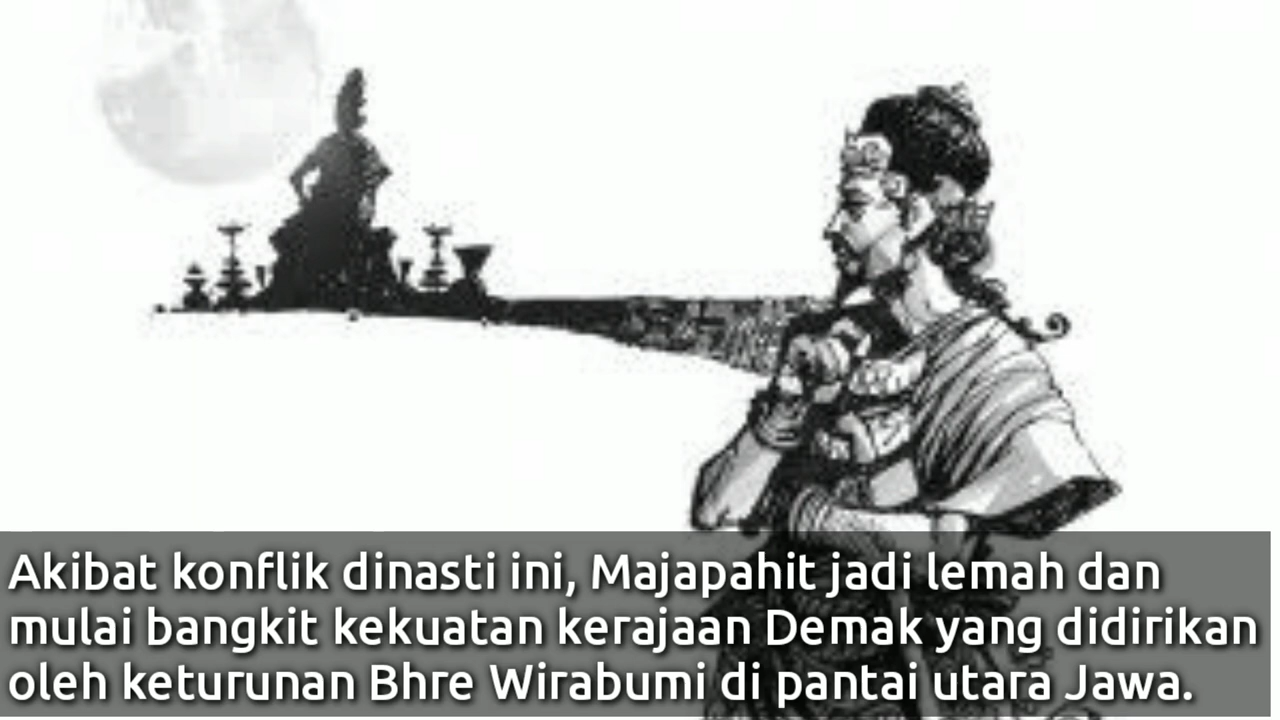 Akibat konflik dinasti ini, Majapahit jadi lemah dan
mulai bangkit kekuatan kerajaan Demak yang didirikan
oleh keturunan Bhre Wirabumi di pantai utara Jawa.